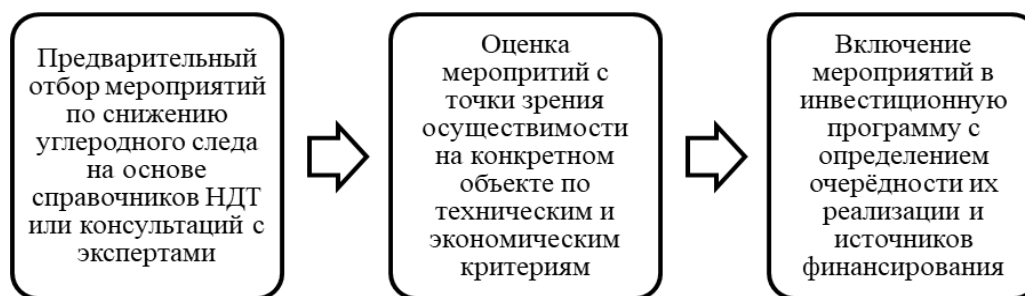 Предварительный
отбор мероприятий
по снижению
углеродного следа
на основе
справочников НДТ
или консультаций с
экспертами
Оценка
меропритий с
точки зрения
осуществимости
на конкретном
объекте по
техническим и
экономическим
критериям
Включение
мероприятий в
инвестиционную
программу с
определением
очерёдности их
реализации и
источников
финансирования